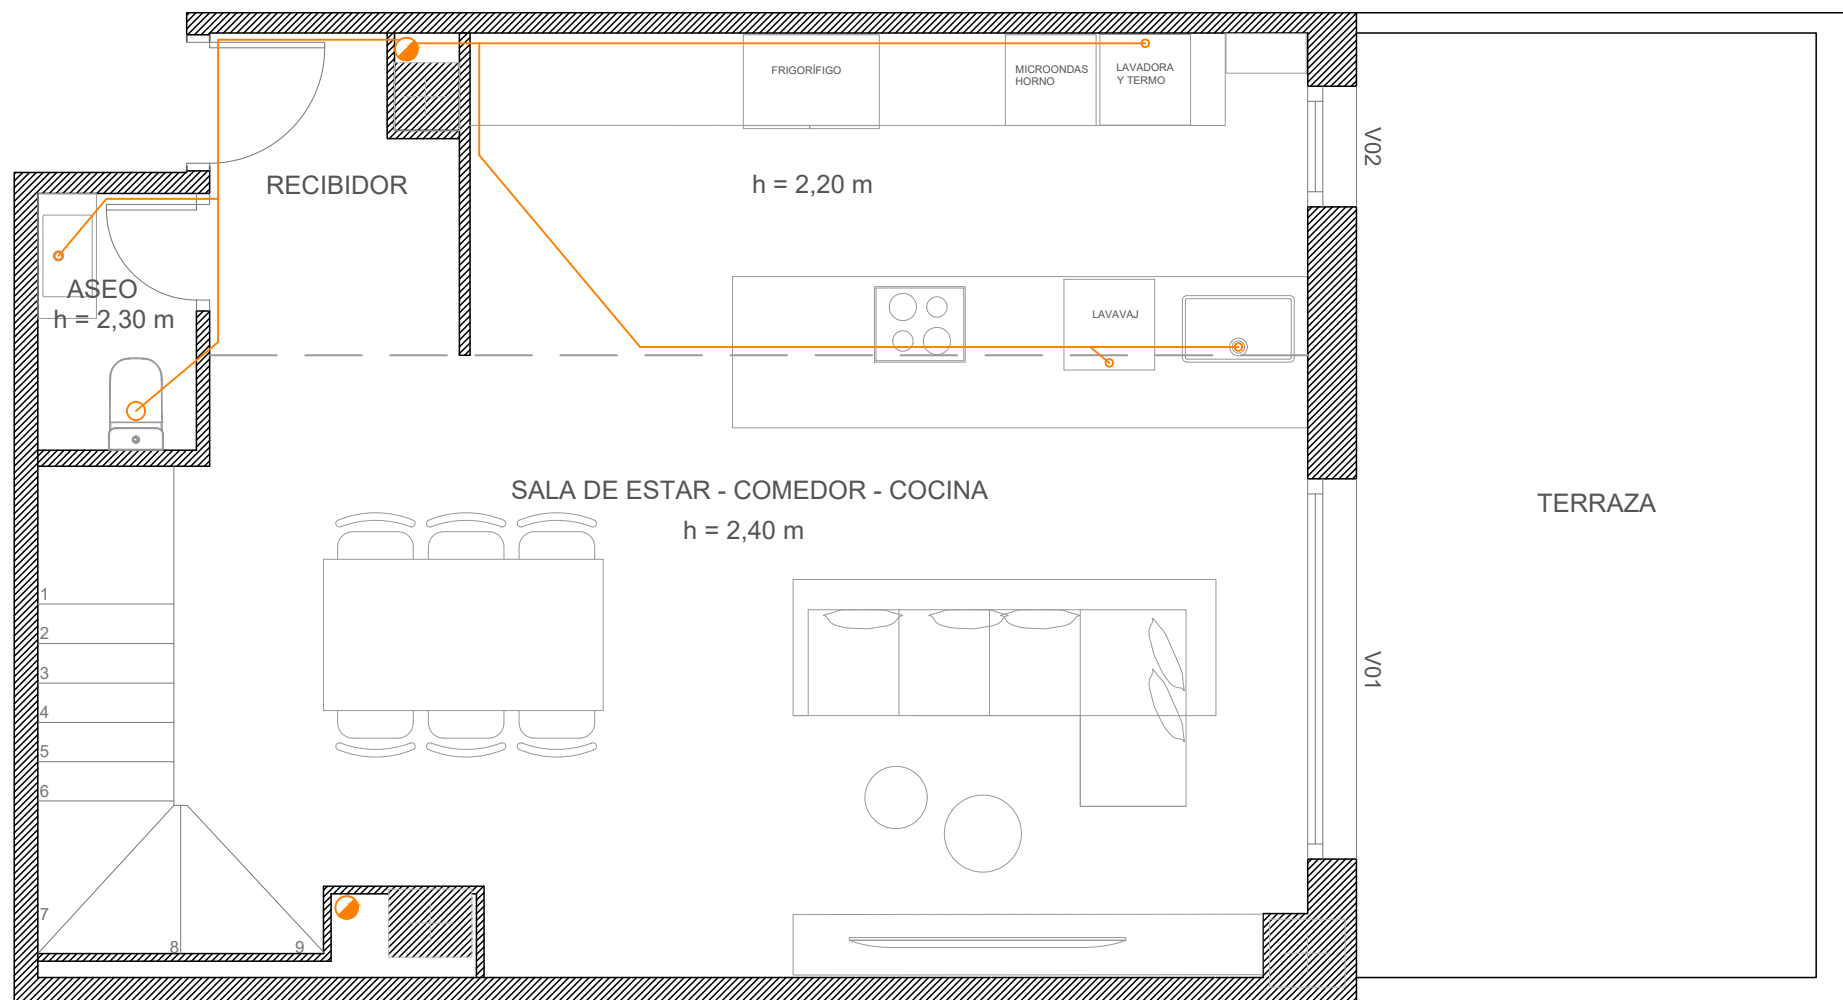 FRIGORÍFIGO
MICROONDAS
HORNO
LAVADORA
Y TERMO
V02
RECIBIDOR
h = 2,20 m
ASEO
h = 2,30 m
LAVAVAJ
SALA DE ESTAR - COMEDOR - COCINA
h = 2,40 m
TERRAZA
1
2
3
4
5
6
7
8
9
V01